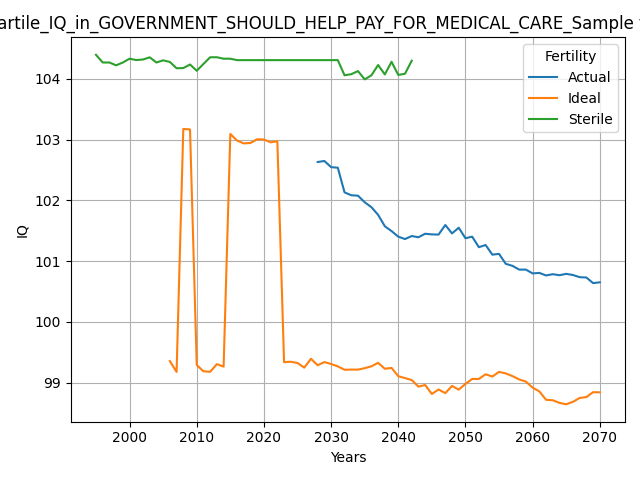 artile_IQ_in_GOVERNMENT_SHOULD_HELP_PAY_FOR_MEDICAL_CARE_Sample
Fertility
Actual
Ideal
Sterile
IQ
104
103
102
101
100
99
2000 2010 2020 2030 2040 2050 2060 2070
Years